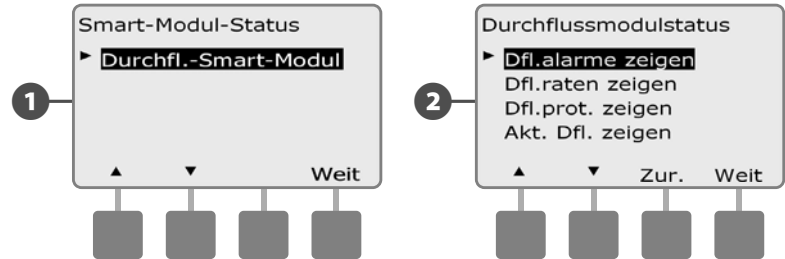 Smart-Modul-Status
► Durchfl.-Smart-Modul
1
▲ ▼ Weit
Durchflussmodulstatus
► Dfl.alarme zeigen
Dfl.raten zeigen
Dfl.prot. zeigen
Akt. Dfl. zeigen
2
▲ ▼ Zur. Weit